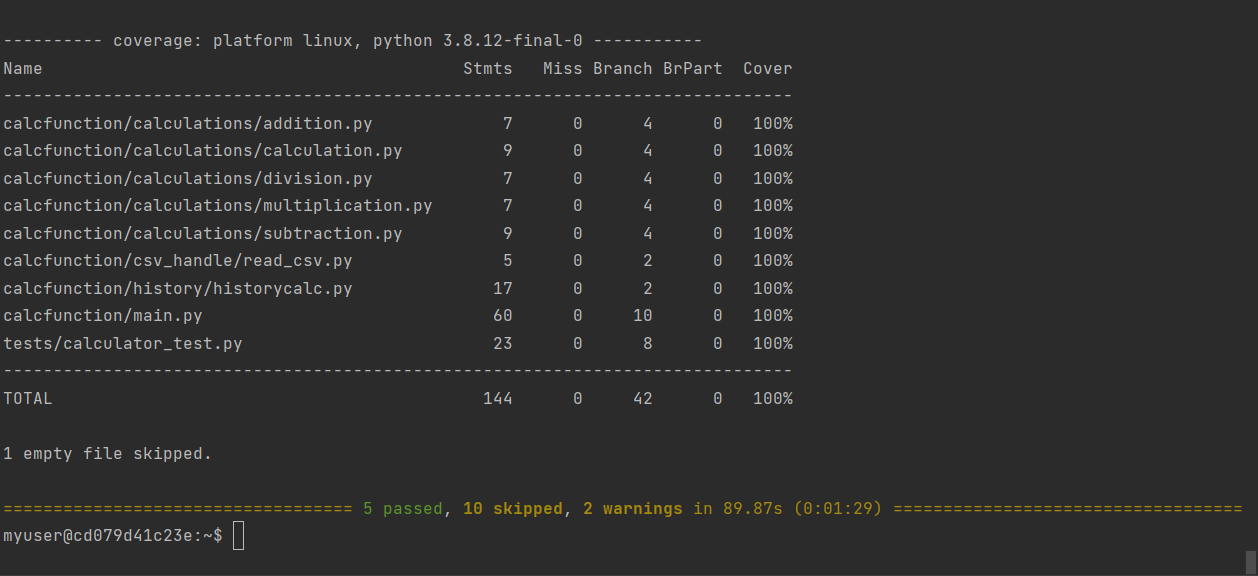 ---------- coverage: platform linux, python 3.8.12-final-0 -----------
Name                                          Stmts   Miss Branch BrPart  Cover
-------------------------------------------------------------------------------
calcfunction/calculations/addition.py             7      0      4      0   100%
calcfunction/calculations/calculation.py          9      0      4      0   100%
calcfunction/calculations/division.py             7      0      4      0   100%
calcfunction/calculations/multiplication.py       7      0      4      0   100%
calcfunction/calculations/subtraction.py          9      0      4      0   100%
calcfunction/csv_handle/read_csv.py               5      0      2      0   100%
calcfunction/history/historycalc.py              17      0      2      0   100%
calcfunction/main.py                             60      0     10      0   100%
tests/calculator_test.py                         23      0      8      0   100%
-------------------------------------------------------------------------------
TOTAL                                           144      0     42      0   100%
1 empty file skipped.
=================================== 5 passed, 10 skipped, 2 warnings in 89.87s (0:01:29) ===================================
myuser@cd079d41c23e:~$